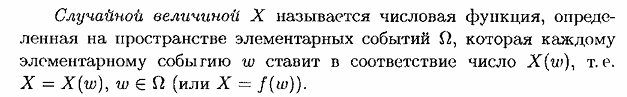 Случайной величиной X называется числовая функция, опреде-
ленная на пространстве элементарных событий Ω, которая каждому
элементарному событию w ставит в соответствие число X(w), т. е.
X = X(w), w ∈ Ω (или X = f(w)).